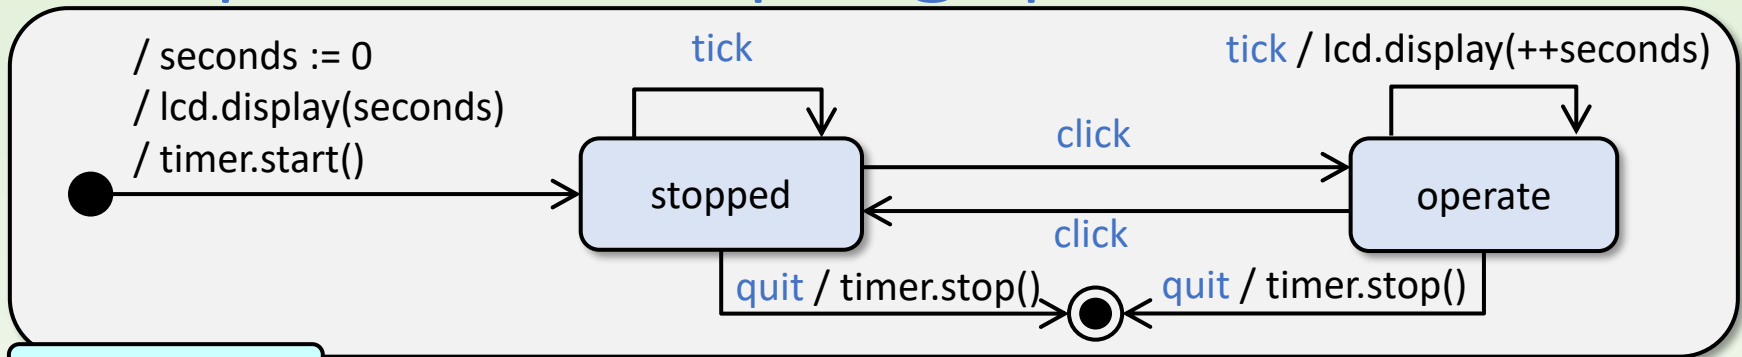 / seconds := 0
/ lcd.display(seconds)
/ timer.start()
tick
tick / lcd.display(++seconds)
click
stopped
operate
click
quit / timer.stop()
quit / timer.stop()